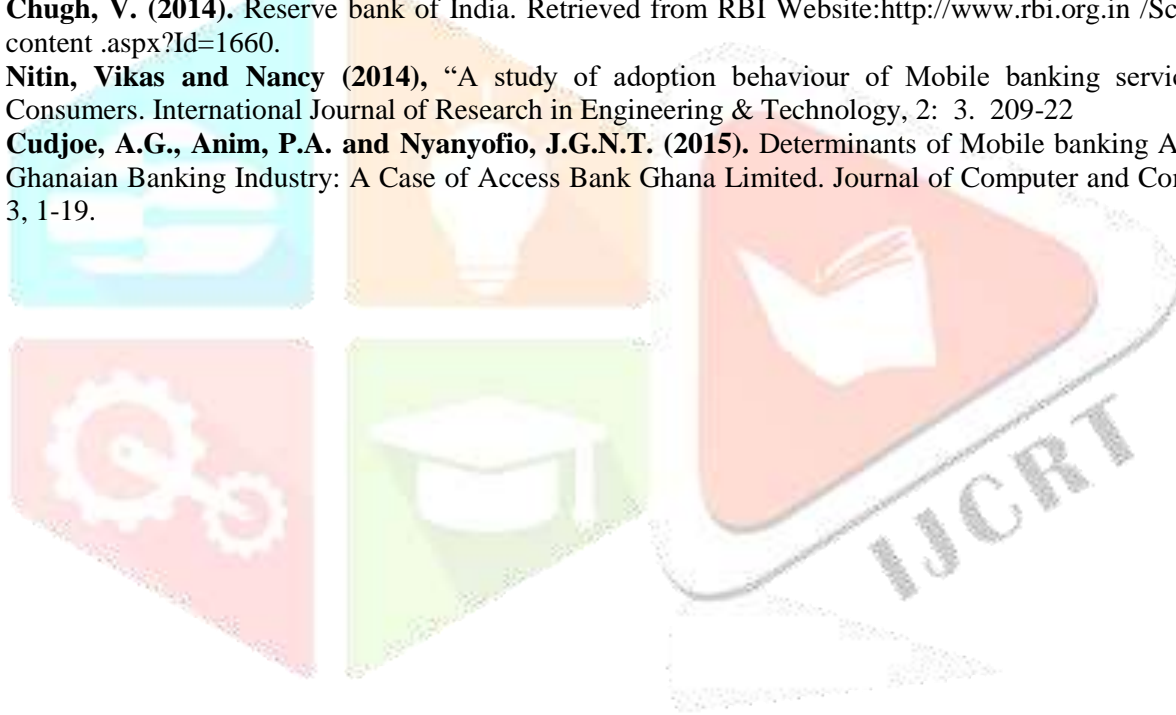 Chugh, V. (2014). Reserve bank of India. Retrieved from RBI Website:http://www.rbi.org.in /Sc
content .aspx?Id=1660.
Nitin, Vikas and Nancy (2014), “A study of adoption behaviour of Mobile banking servi
Consumers. International Journal of Research in Engineering & Technology, 2: 3. 209-22
Cudjoe, A.G., Anim, P.A. and Nyanyofio, J.G.N.T. (2015). Determinants of Mobile banking A
Ghanaian Banking Industry: A Case of Access Bank Ghana Limited. Journal of Computer and Co
3, 1-19.
IJCRT